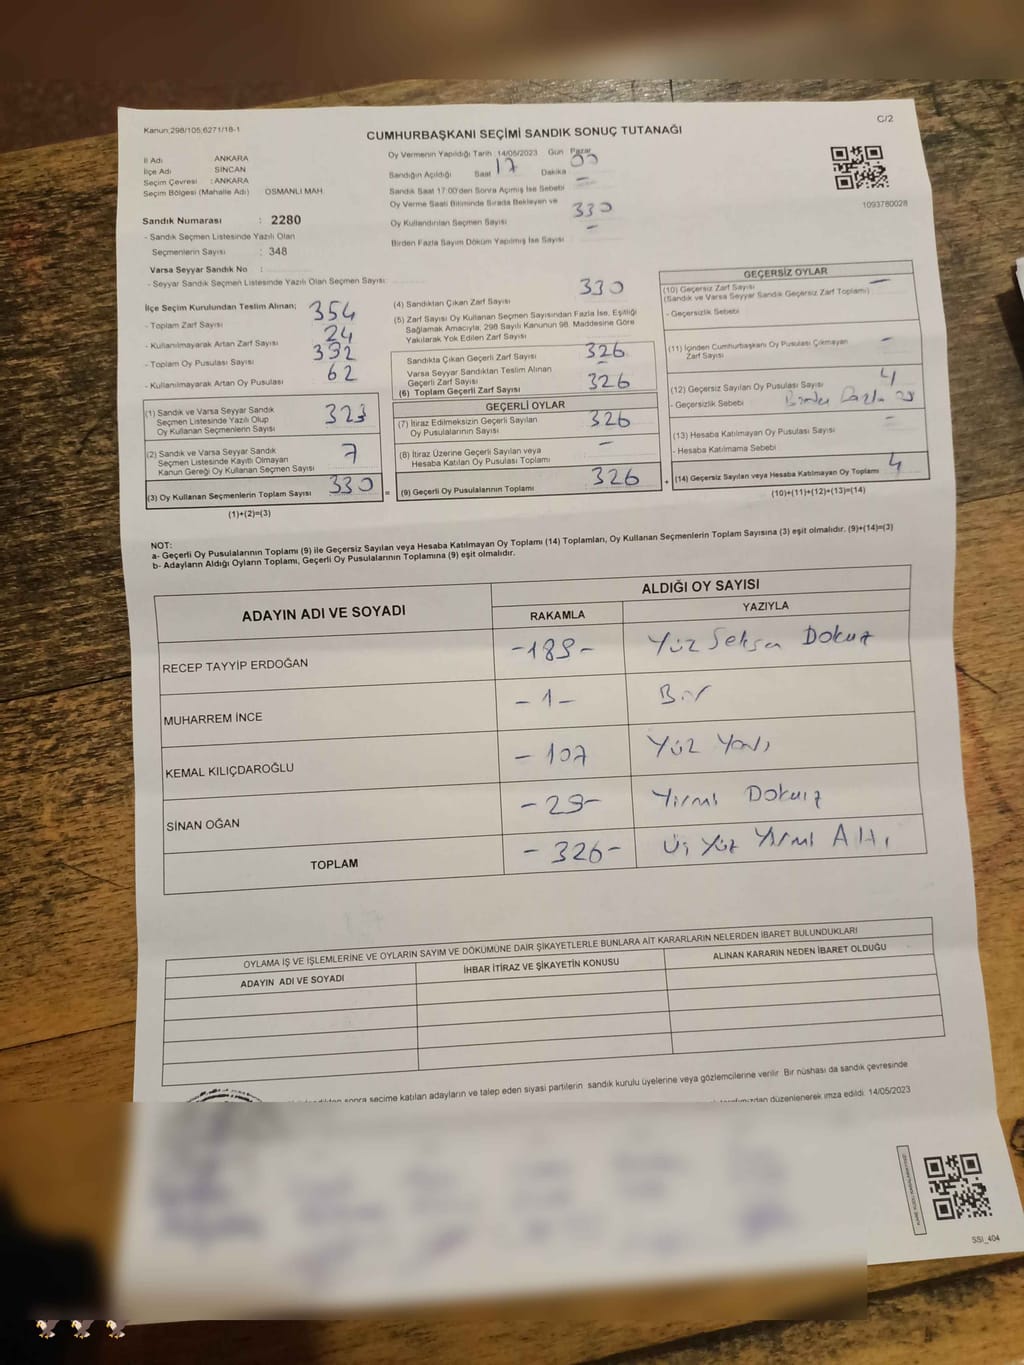 Kanun:298/105,6271/18-1
C/2
CUMHURBAŞKANI SEÇİMİ SANDIK SONUÇ TUTANAĞI
İl Adı ANKARA
İlçe Adı SİNCAN
Seçim Çevresi : ANKARA
Seçim Bölgesi (Mahalle Adı) OSMANLI MAH.
Sandık Numarası : 2280
- Sandık Seçmen Listesinde Yazılı Olan
Seçmenlerin Sayısı : 348
Varsa Seyyar Sandık No :
- Seyyar Sandık Seçmen Listesinde Yazılı Olan Seçmen Sayısı:
Oy Vermenin Yapıldığı Tarih :14/05/2023 Gün Pazar
Sandığın Açıldığı Saat 17 Dakika 00
Sandık Saat 17:00'den Sonra Açılmış İse Sebebi –
Oy Verme Saati Bitiminde Sırada Bekleyen ve
Oy Kullandırılan Seçmen Sayısı 330
Birden Fazla Sayım Döküm Yapılmış İse Sayısı –
1093780028
İlçe Seçim Kurulundan Teslim Alınan;
- Toplam Zarf Sayısı 354
- Kullanılmayarak Artan Zarf Sayısı 24
- Toplam Oy Pusulası Sayısı 392
- Kullanılmayarak Artan Oy Pusulası 62
(1) Sandık ve Varsa Seyyar Sandık
Seçmen Listesinde Yazılı Olup
Oy Kullanan Seçmenlerin Sayısı 323
(2) Sandık ve Varsa Seyyar Sandık
Seçmen Listesinde Kayıtlı Olmayan
Kanun Gereği Oy Kullanan Seçmen Sayısı 7
(3) Oy Kullanan Seçmenlerin Toplam Sayısı 330
(1)+(2)=(3)
=
(4) Sandıktan Çıkan Zarf Sayısı 330
(5) Zarf Sayısı Oy Kullanan Seçmen Sayısından Fazla İse, Eşitliği
Sağlamak Amacıyla, 298 Sayılı Kanunun 98. Maddesine Göre
Yakılarak Yok Edilen Zarf Sayısı
Sandıkta Çıkan Geçerli Zarf Sayısı 326
Varsa Seyyar Sandıktan Teslim Alınan
Geçerli Zarf Sayısı –
(6) Toplam Geçerli Zarf Sayısı 326
GEÇERLİ OYLAR
(7) İtiraz Edilmeksizin Geçerli Sayılan
Oy Pusulalarının Sayısı 326
(8) İtiraz Üzerine Geçerli Sayılan veya
Hesaba Katılan Oy Pusulası Toplamı –
(9) Geçerli Oy Pusulalarının Toplamı 326
+
GEÇERSİZ OYLAR
(10) Geçersiz Zarf Sayısı –
(Sandık ve Varsa Seyyar Sandık Geçersiz Zarf Toplamı)
- Geçersizlik Sebebi
(11) İçinden Cumhurbaşkanı Oy Pusulası Çıkmayan
Zarf Sayısı –
(12) Geçersiz Sayılan Oy Pusulası Sayısı 4
- Geçersizlik Sebebi Birden Fazla
(13) Hesaba Katılmayan Oy Pusulası Sayısı –
- Hesaba Katılmama Sebebi –
(14) Geçersiz Sayılan veya Hesaba Katılmayan Oy Toplamı 4
(10)+(11)+(12)+(13)=(14)
NOT:
a- Geçerli Oy Pusulalarının Toplamı (9) ile Geçersiz Sayılan veya Hesaba Katılmayan Oy Toplamı (14) Toplamları, Oy Kullanan Seçmenlerin Toplam Sayısına (3) eşit olmalıdır. (9)+(14)=(3)
b- Adayların Aldığı Oyların Toplamı, Geçerli Oy Pusulalarının Toplamına (9) eşit olmalıdır.
ADAYIN ADI VE SOYADI
ALDIĞI OY SAYISI
RAKAMLA YAZIYLA
RECEP TAYYİP ERDOĞAN -189- Yüz Seksen Dokuz
MUHARREM İNCE -1- Bir
KEMAL KILIÇDAROĞLU -107 Yüz Yedi
SİNAN OĞAN -29- Yirmi Dokuz
TOPLAM -326- Üç Yüz Yirmi Altı
OYLAMA İŞ VE İŞLEMLERİNE VE OYLARIN SAYIM VE DÖKÜMÜNE DAİR ŞİKAYETLERLE BUNLARA AİT KARARLARIN NELERDEN İBARET BULUNDUKLARI
ADAYIN ADI VE SOYADI İHBAR İTİRAZ VE ŞİKAYETİN KONUSU ALINAN KARARIN NEDEN İBARET OLDUĞU
sonra seçime katılan adayların ve talep eden siyasi partilerin sandık kurulu üyelerine veya gözlemcilerine verilir. Bir nüshası da sandık çevresinde
düzenlenerek imza edildi. 14/05/2023
SSI_404